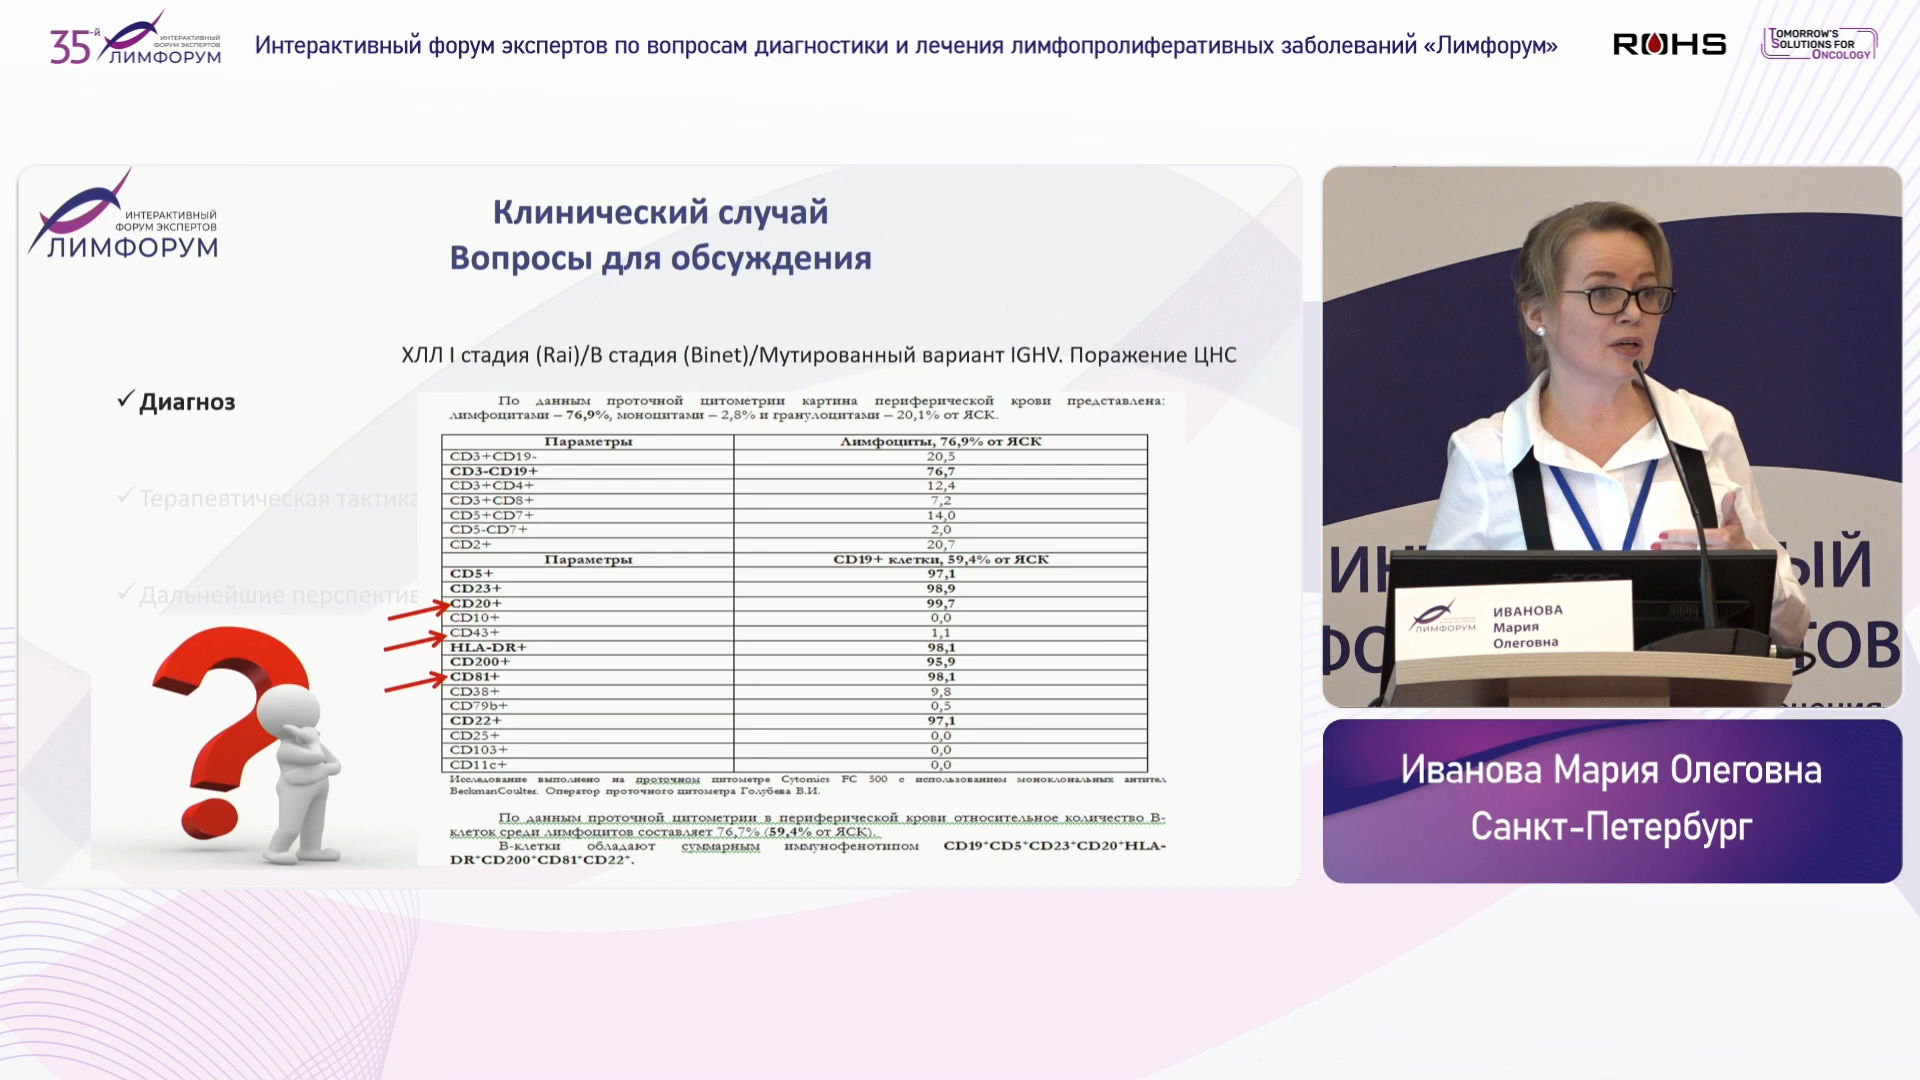 35-й
ИНТЕРАКТИВНЫЙ
ФОРУМ ЭКСПЕРТОВ
ЛИМФОРУМ
Интерактивный форум экспертов по вопросам диагностики и лечения лимфопролиферативных заболеваний «Лимфорум»
ROHS
TOMORROW'S
SOLUTIONS FOR
ONCOLOGY
ИНТЕРАКТИВНЫЙ
ФОРУМ ЭКСПЕРТОВ
ЛИМФОРУМ
Клинический случай
Вопросы для обсуждения
ХЛЛ I стадия (Rai)/B стадия (Binet)/Мутированный вариант IGHV. Поражение ЦНС
✓ Диагноз
✓ Терапевтическая тактика
✓ Дальнейшие перспектив
По данным проточной цитометрии картина периферической крови представлена:
лимфоцитами – 76,9%, моноцитами – 2,8% и гранулоцитами – 20,1% от ЯСК.
Параметры Лимфоциты, 76,9% от ЯСК
CD3+CD19- 20,5
CD3-CD19+ 76,7
CD3+CD4+ 12,4
CD3+CD8+ 7,2
CD5+CD7+ 14,0
CD5-CD7+ 2,0
CD2+ 20,7
Параметры CD19+ клетки, 59,4% от ЯСК
CD5+ 97,1
CD23+ 98,9
CD20+ 99,7
CD10+ 0,0
CD43+ 1,1
HLA-DR+ 98,1
CD200+ 95,9
CD81+ 98,1
CD38+ 9,8
CD79b+ 0,5
CD22+ 97,1
CD25+ 0,0
CD103+ 0,0
CD11c+ 0,0
Исследование выполнено на проточном цитометре Cytomics FC 500 с использованием моноклональных антител
BeckmanCoulter. Оператор проточного цитометра Голубева В.И.
По данным проточной цитометрии в периферической крови относительное количество В-
клеток среди лимфоцитов составляет 76,7% (59,4% от ЯСК).
В-клетки обладают суммарным иммунофенотипом CD19+CD5+CD23+CD20+HLA-
DR+CD200+CD81+CD22+.
ЫЙ
ТОВ
acer
ЛИМФОРУМ
ИВАНОВА
Мария
Олеговна
Иванова Мария Олеговна
Санкт-Петербург